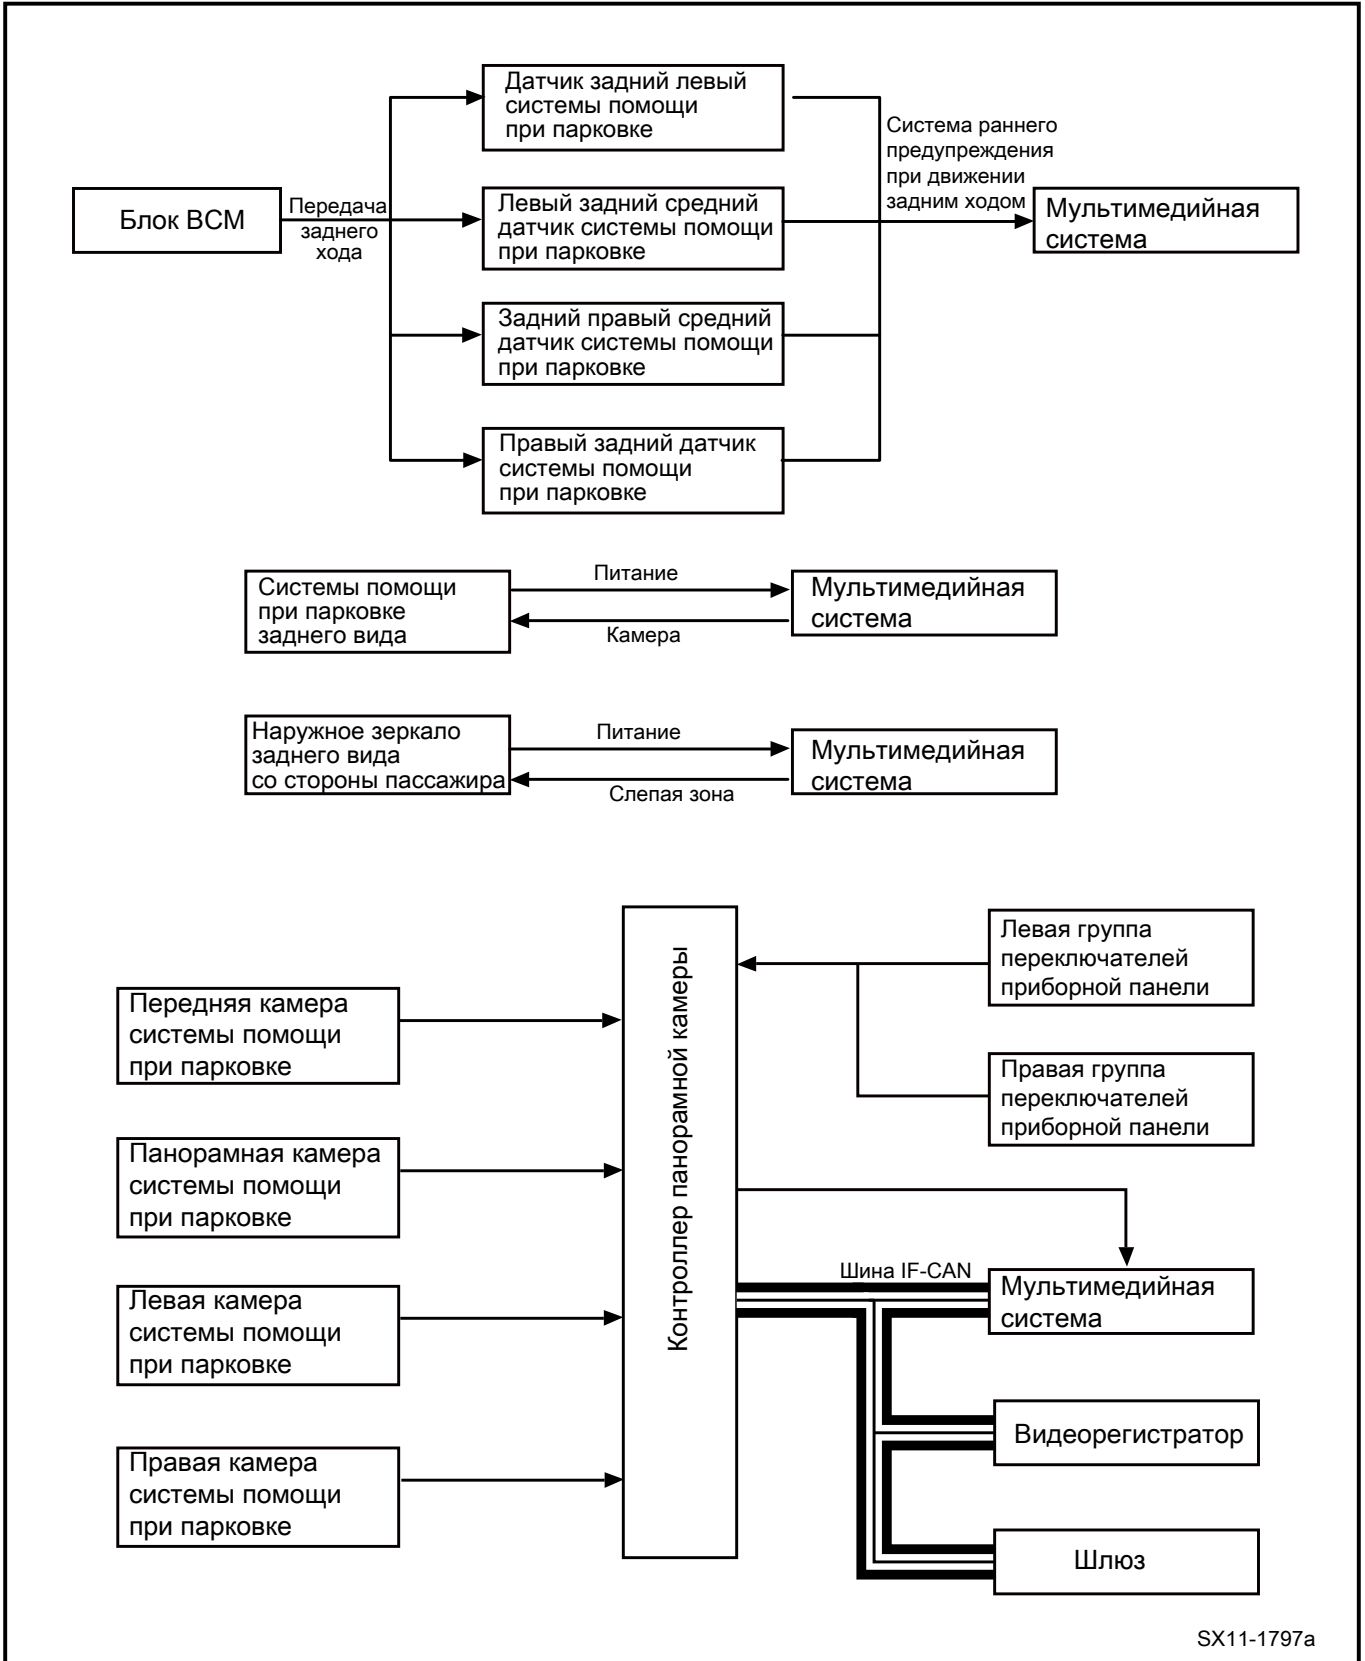 Датчик задний левый
системы помощи
при парковке
Система раннего
предупреждения
при движении
задним ходом
Блок BCM
Передача
заднего
хода
Левый задний средний
датчик системы помощи
при парковке
Мультимедийная
система
Задний правый средний
датчик системы помощи
при парковке
Правый задний датчик
системы помощи
при парковке
Системы помощи
при парковке
заднего вида
Питание
Камера
Мультимедийная
система
Наружное зеркало
заднего вида
со стороны пассажира
Питание
Слепая зона
Мультимедийная
система
Передняя камера
системы помощи
при парковке
Панорамная камера
системы помощи
при парковке
Левая камера
системы помощи
при парковке
Правая камера
системы помощи
при парковке
Контроллер панорамной камеры
Левая группа
переключателей
приборной панели
Правая группа
переключателей
приборной панели
Шина IF-CAN
Мультимедийная
система
Видеорегистратор
Шлюз
SX11-1797a